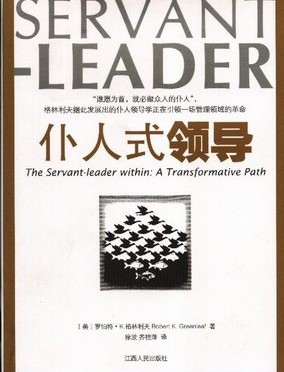 SERVANT
-LEADER
“谁愿为首，就必做众人的仆人”，
格林利夫据此发展出的仆人领导学正在引领一场管理领域的革命
仆人式领导
The Servant-leader within: A Transformative Path
［美］罗伯特·K.格林利夫 Robert K. Greenleaf 著
徐放 齐桂萍 译
江西人民出版社